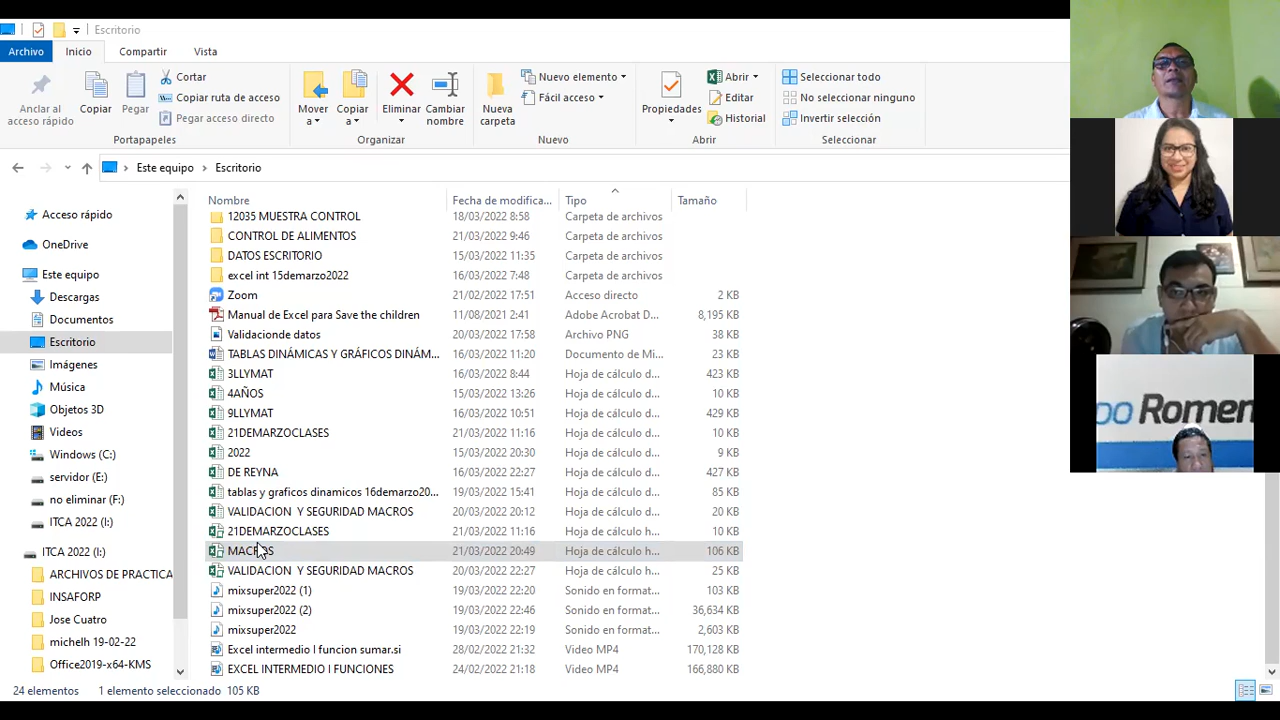 Escritorio
Archivo Inicio Compartir Vista
Anclar al acceso rápido
Copiar
Pegar
Cortar
Copiar ruta de acceso
Pegar acceso directo
Portapapeles
Mover a
Copiar a
Eliminar
Cambiar nombre
Organizar
Nueva carpeta
Nuevo elemento
Fácil acceso
Nuevo
Propiedades
Abrir
Editar
Historial
Abrir
Seleccionar todo
No seleccionar ninguno
Invertir selección
Seleccionar
Este equipo > Escritorio
Acceso rápido
OneDrive
Este equipo
Descargas
Documentos
Escritorio
Imágenes
Música
Objetos 3D
Videos
Windows (C:)
servidor (E:)
no eliminar (F:)
ITCA 2022 (I:)
ITCA 2022 (I:)
ARCHIVOS DE PRACTICA
INSAFORP
Jose Cuatro
michelh 19-02-22
Office2019-x64-KMS
Nombre Fecha de modifica... Tipo Tamaño
12035 MUESTRA CONTROL 18/03/2022 8:58 Carpeta de archivos
CONTROL DE ALIMENTOS 21/03/2022 9:46 Carpeta de archivos
DATOS ESCRITORIO 15/03/2022 11:35 Carpeta de archivos
excel int 15demarzo2022 16/03/2022 7:48 Carpeta de archivos
Zoom 21/02/2022 17:51 Acceso directo 2 KB
Manual de Excel para Save the children 11/08/2021 2:41 Adobe Acrobat D... 8,195 KB
Validacionde datos 20/03/2022 17:58 Archivo PNG 38 KB
TABLAS DINÁMICAS Y GRÁFICOS DINÁM... 16/03/2022 11:20 Documento de Mi... 23 KB
3LLYMAT 16/03/2022 8:44 Hoja de cálculo d... 423 KB
4AÑOS 15/03/2022 13:26 Hoja de cálculo d... 10 KB
9LLYMAT 16/03/2022 10:51 Hoja de cálculo d... 429 KB
21DEMARZOCLASES 21/03/2022 11:16 Hoja de cálculo d... 10 KB
2022 15/03/2022 20:30 Hoja de cálculo d... 9 KB
DE REYNA 16/03/2022 22:27 Hoja de cálculo d... 427 KB
tablas y graficos dinamicos 16demarzo20... 19/03/2022 15:41 Hoja de cálculo d... 85 KB
VALIDACION Y SEGURIDAD MACROS 20/03/2022 20:12 Hoja de cálculo d... 20 KB
21DEMARZOCLASES 21/03/2022 11:16 Hoja de cálculo h... 10 KB
MACROS 21/03/2022 20:49 Hoja de cálculo h... 106 KB
VALIDACION Y SEGURIDAD MACROS 20/03/2022 22:27 Hoja de cálculo h... 25 KB
mixsuper2022 (1) 19/03/2022 22:20 Sonido en format... 103 KB
mixsuper2022 (2) 19/03/2022 22:46 Sonido en format... 36,634 KB
mixsuper2022 19/03/2022 22:19 Sonido en format... 2,603 KB
Excel intermedio I funcion sumar.si 28/02/2022 21:32 Video MP4 170,128 KB
EXCEL INTERMEDIO I FUNCIONES 24/02/2022 21:18 Video MP4 166,880 KB
24 elementos 1 elemento seleccionado 105 KB
po Romen